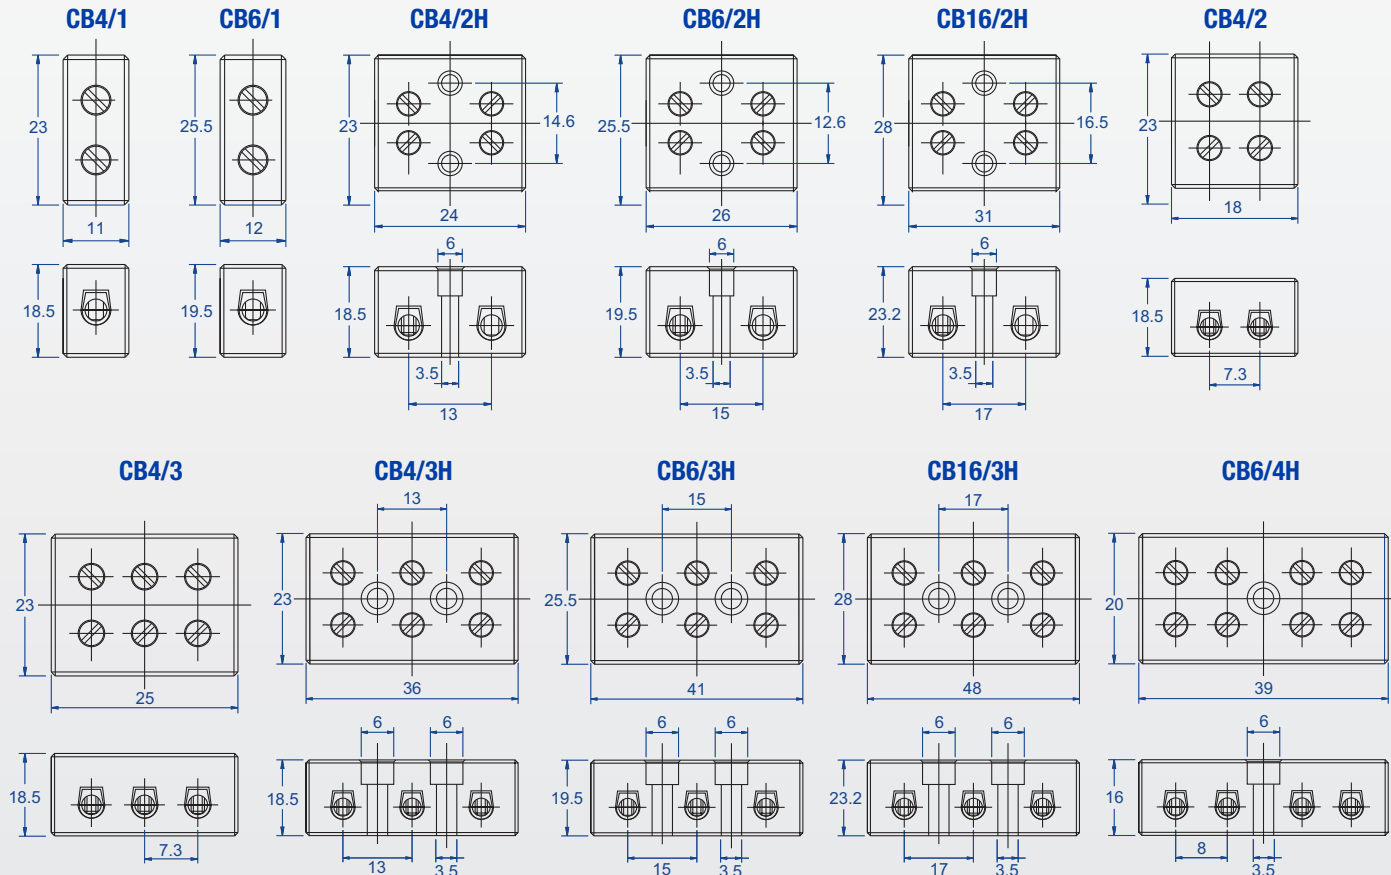 CB4/1 CB6/1 CB4/2H CB6/2H CB16/2H CB4/2
23 25.5 23 14.6 25.5 12.6 28 16.5 23
11 12 24 26 31 18
6 6 6
18.5 19.5 18.5 19.5 23.2 18.5
3.5 3.5 3.5 7.3
13 15 17
CB4/3 CB4/3H CB6/3H CB16/3H CB6/4H
13 15 17
23 23 25.5 28 20
25 36 41 48 39
6 6 6 6 6 6 6
18.5 18.5 19.5 23.2 16
7.3 13 3.5 15 3.5 17 3.5 8 3.5